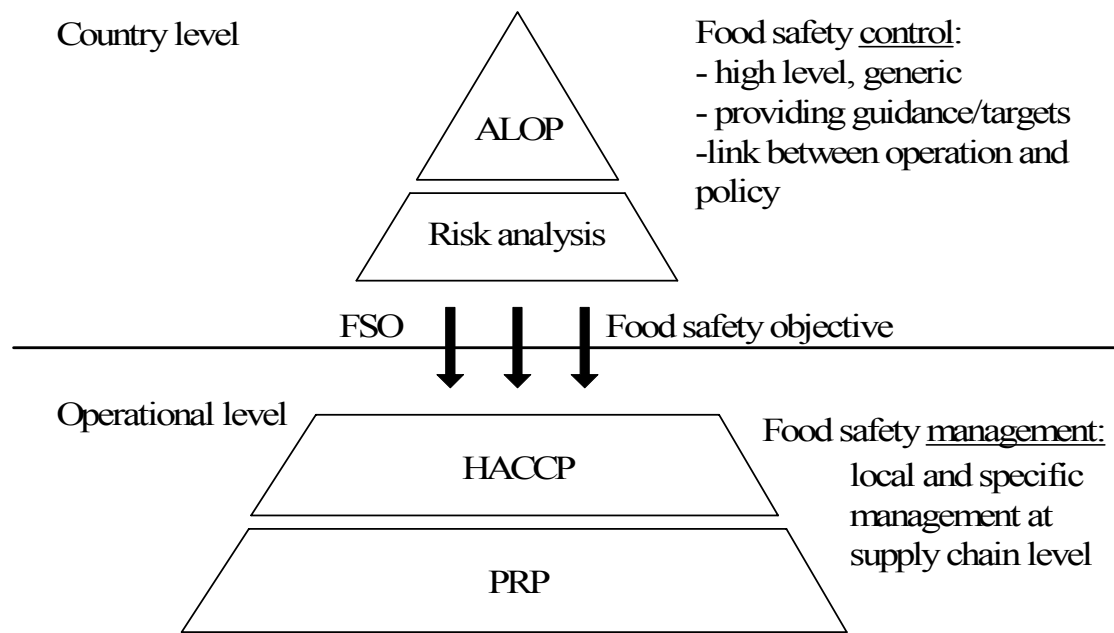 Country level
Food safety control:
- high level, generic
- providing guidance/targets
-link between operation and
policy
ALOP
Risk analysis
FSO
Food safety objective
Operational level
Food safety management:
local and specific
management at
supply chain level
HACCP
PRP